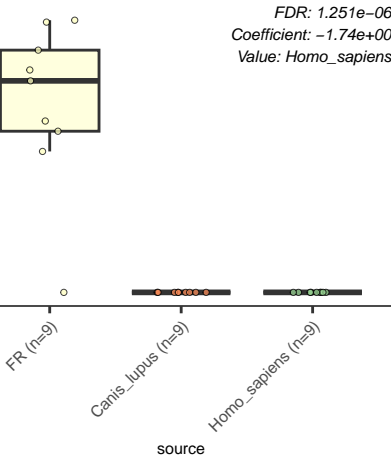 FDR: 1.251e−06
Coefficient: −1.74e+00
Value: Homo_sapiens
FR (n=9)
Canis_lupus (n=9)
Homo_sapiens (n=9)
source